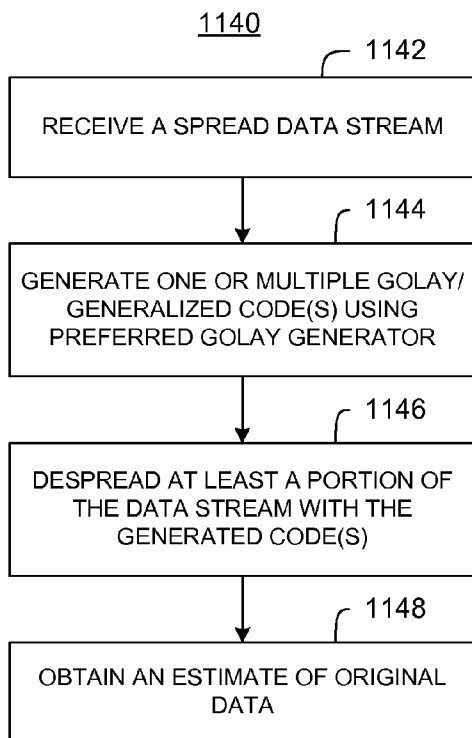 1140
1142
RECEIVE A SPREAD DATA STREAM
1144
GENERATE ONE OR MULTIPLE GOLAY/
GENERALIZED CODE(S) USING
PREFERRED GOLAY GENERATOR
1146
DESPREAD AT LEAST A PORTION OF
THE DATA STREAM WITH THE
GENERATED CODE(S)
1148
OBTAIN AN ESTIMATE OF ORIGINAL
DATA